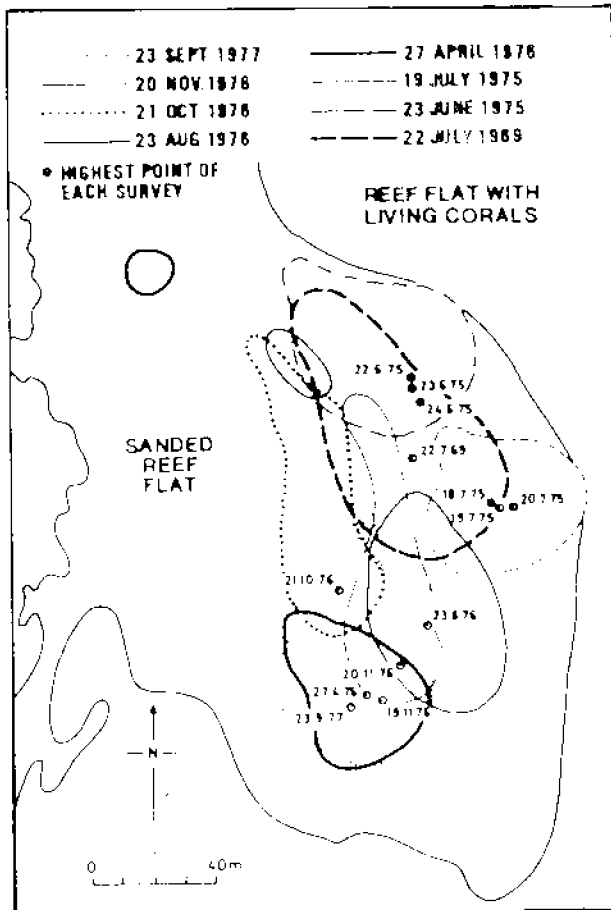 23 SEPT 1977
20 NOV. 1976
21 OCT 1976
23 AUG 1976
27 APRIL 1976
19 JULY 1975
23 JUNE 1975
22 JULY 1969
HIGHEST POINT OF
EACH SURVEY
REEF FLAT WITH
LIVING CORALS
22.6.75
23.6.75
24.6.75
SANDED
REEF
FLAT
22.7.69
18.7.75
20.7.75
19.7.75
21.10.76
23.8.76
20.11.76
27.4.76
19.11.76
23.9.77
N
0 40m